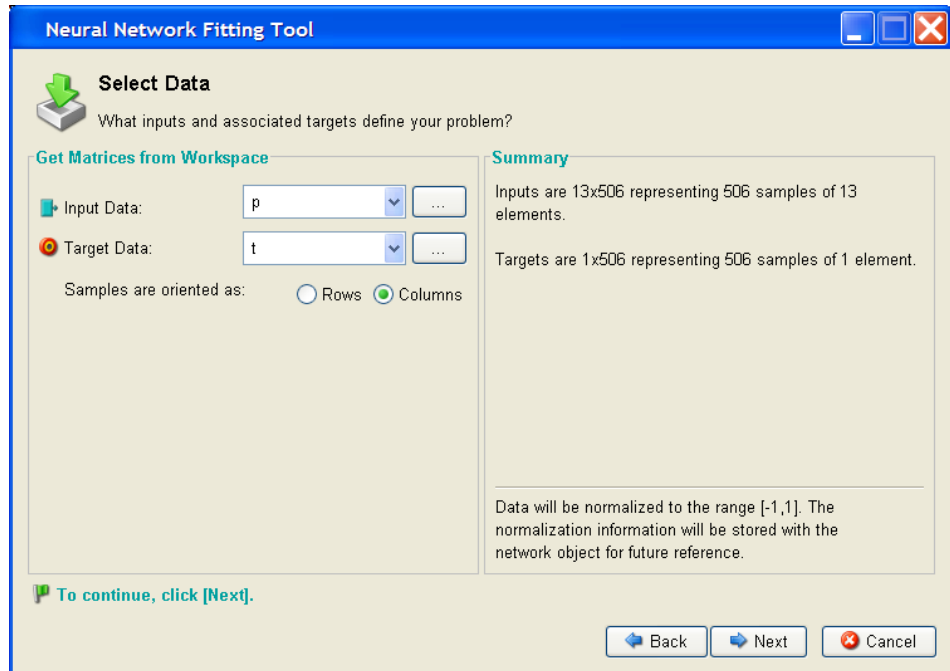 Neural Network Fitting Tool
Select Data
What inputs and associated targets define your problem?
Get Matrices from Workspace
Input Data: p ...
Target Data: t ...
Samples are oriented as: Rows Columns
Summary
Inputs are 13x506 representing 506 samples of 13
elements.
Targets are 1x506 representing 506 samples of 1 element.
Data will be normalized to the range [-1,1]. The
normalization information will be stored with the
network object for future reference.
To continue, click [Next].
Back Next Cancel